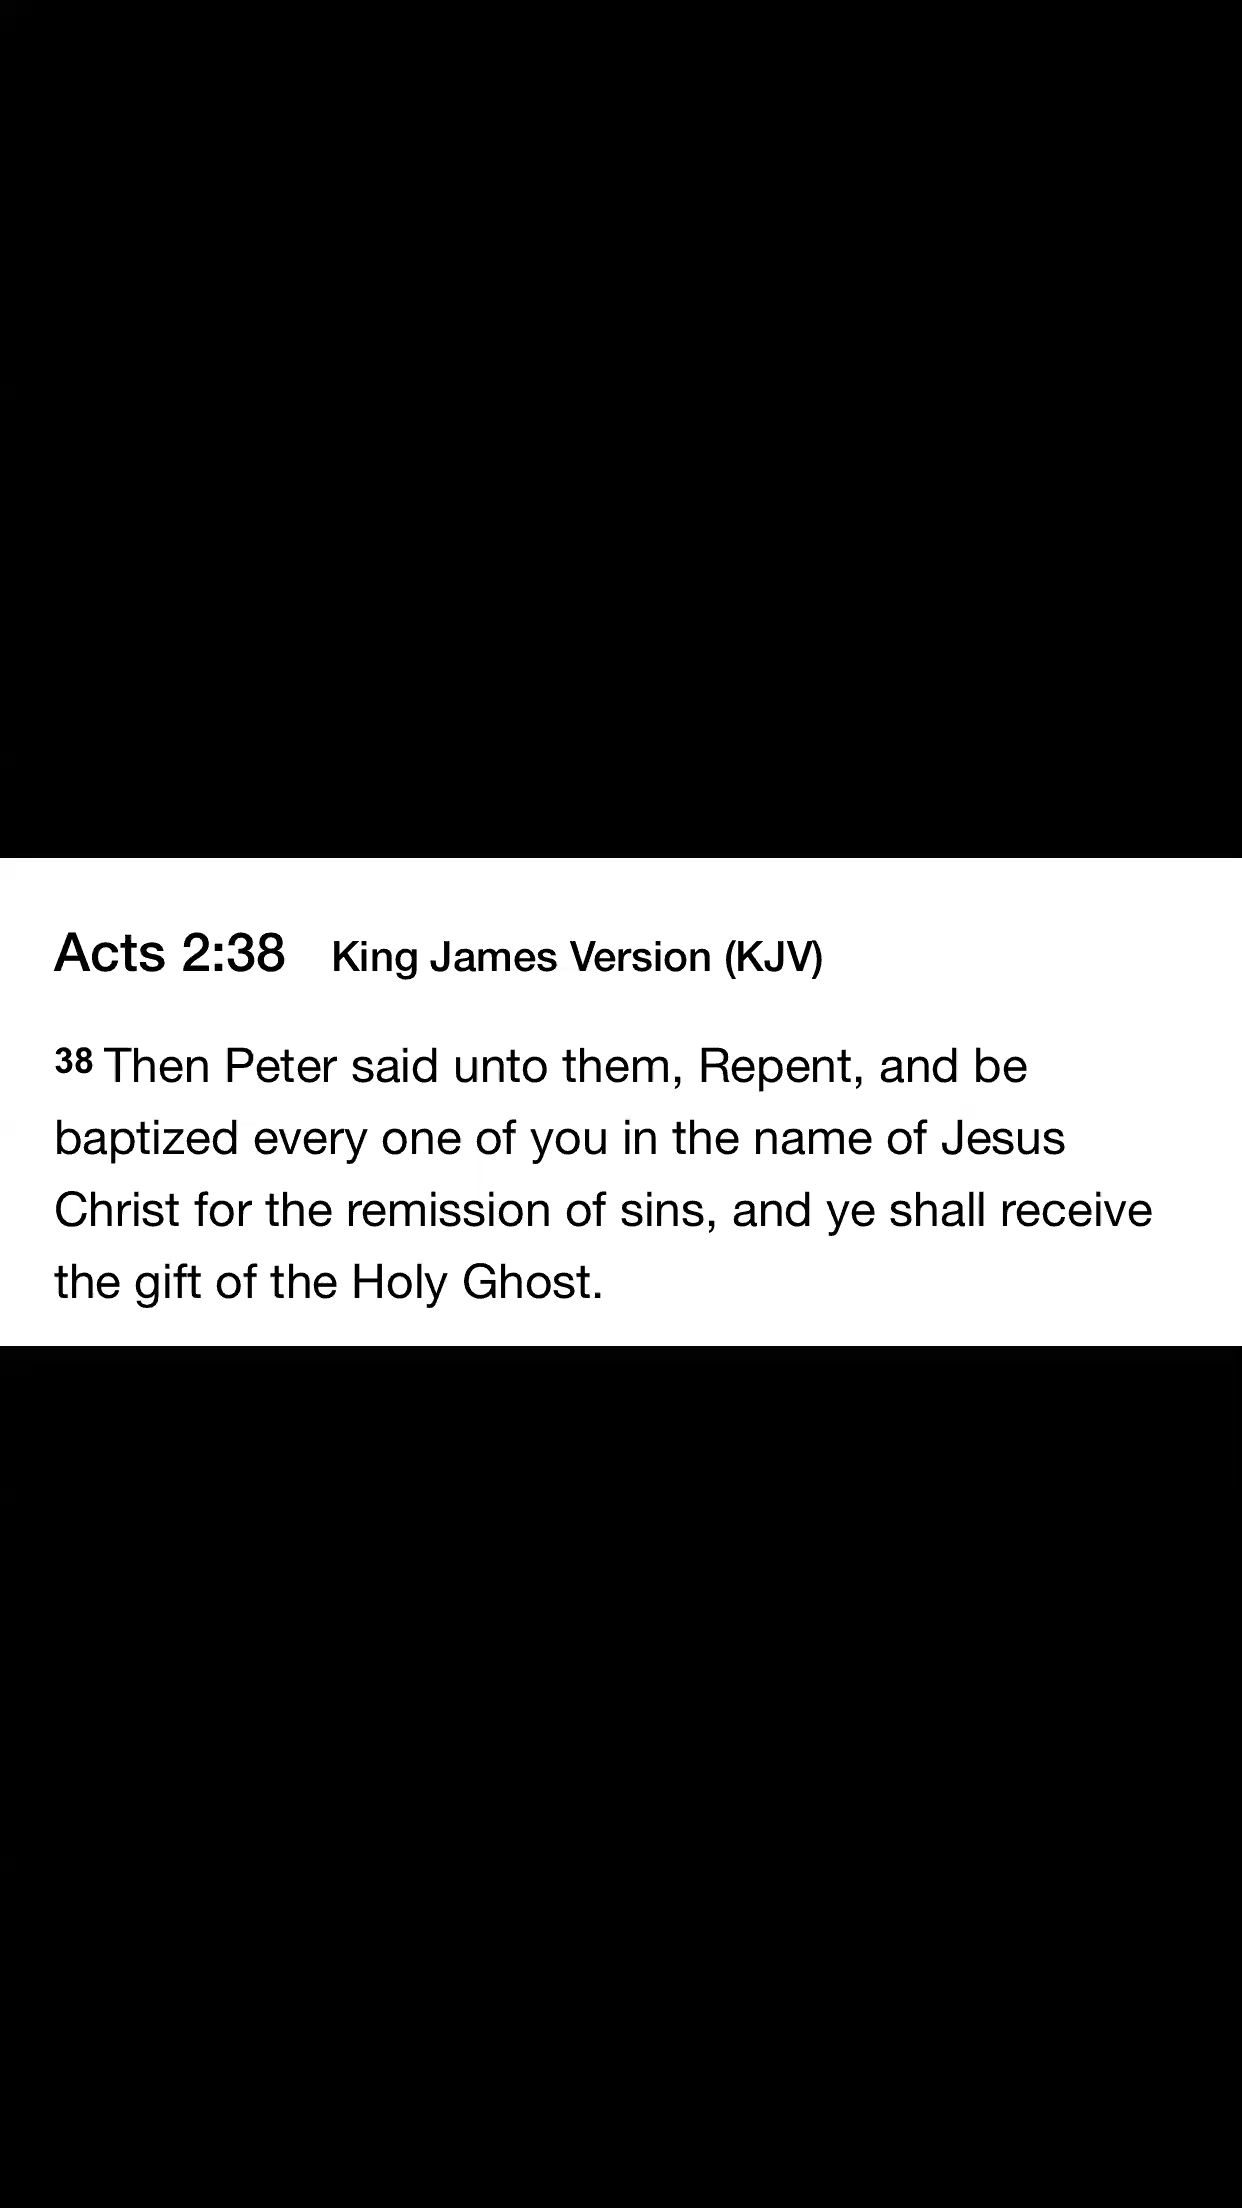 Acts 2:38 King James Version (KJV)
38 Then Peter said unto them, Repent, and be
baptized every one of you in the name of Jesus
Christ for the remission of sins, and ye shall receive
the gift of the Holy Ghost.